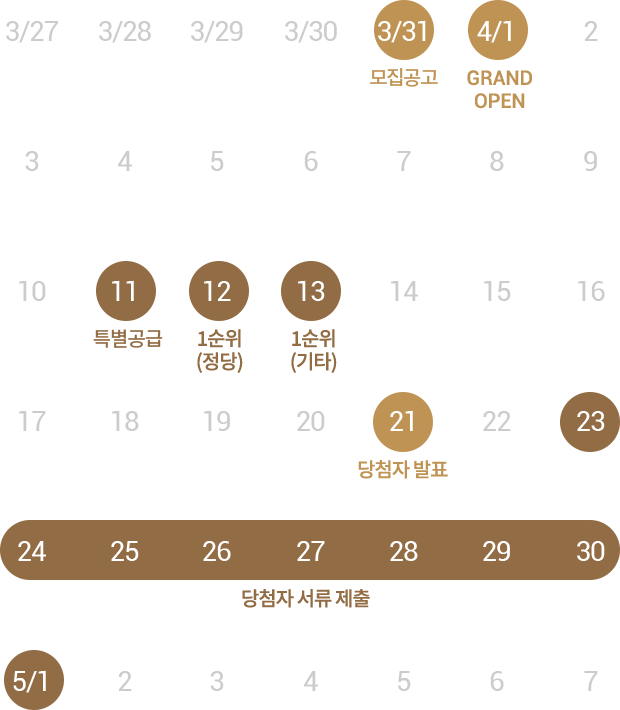 3/27 3/28 3/29 3/30 3/31 4/1 2
모집공고 GRAND
OPEN
3 4 5 6 7 8 9
10 11 12 13 14 15 16
특별공급 1순위 1순위
(정당) (기타)
17 18 19 20 21 22 23
당첨자 발표
24 25 26 27 28 29 30
당첨자 서류 제출
5/1 2 3 4 5 6 7